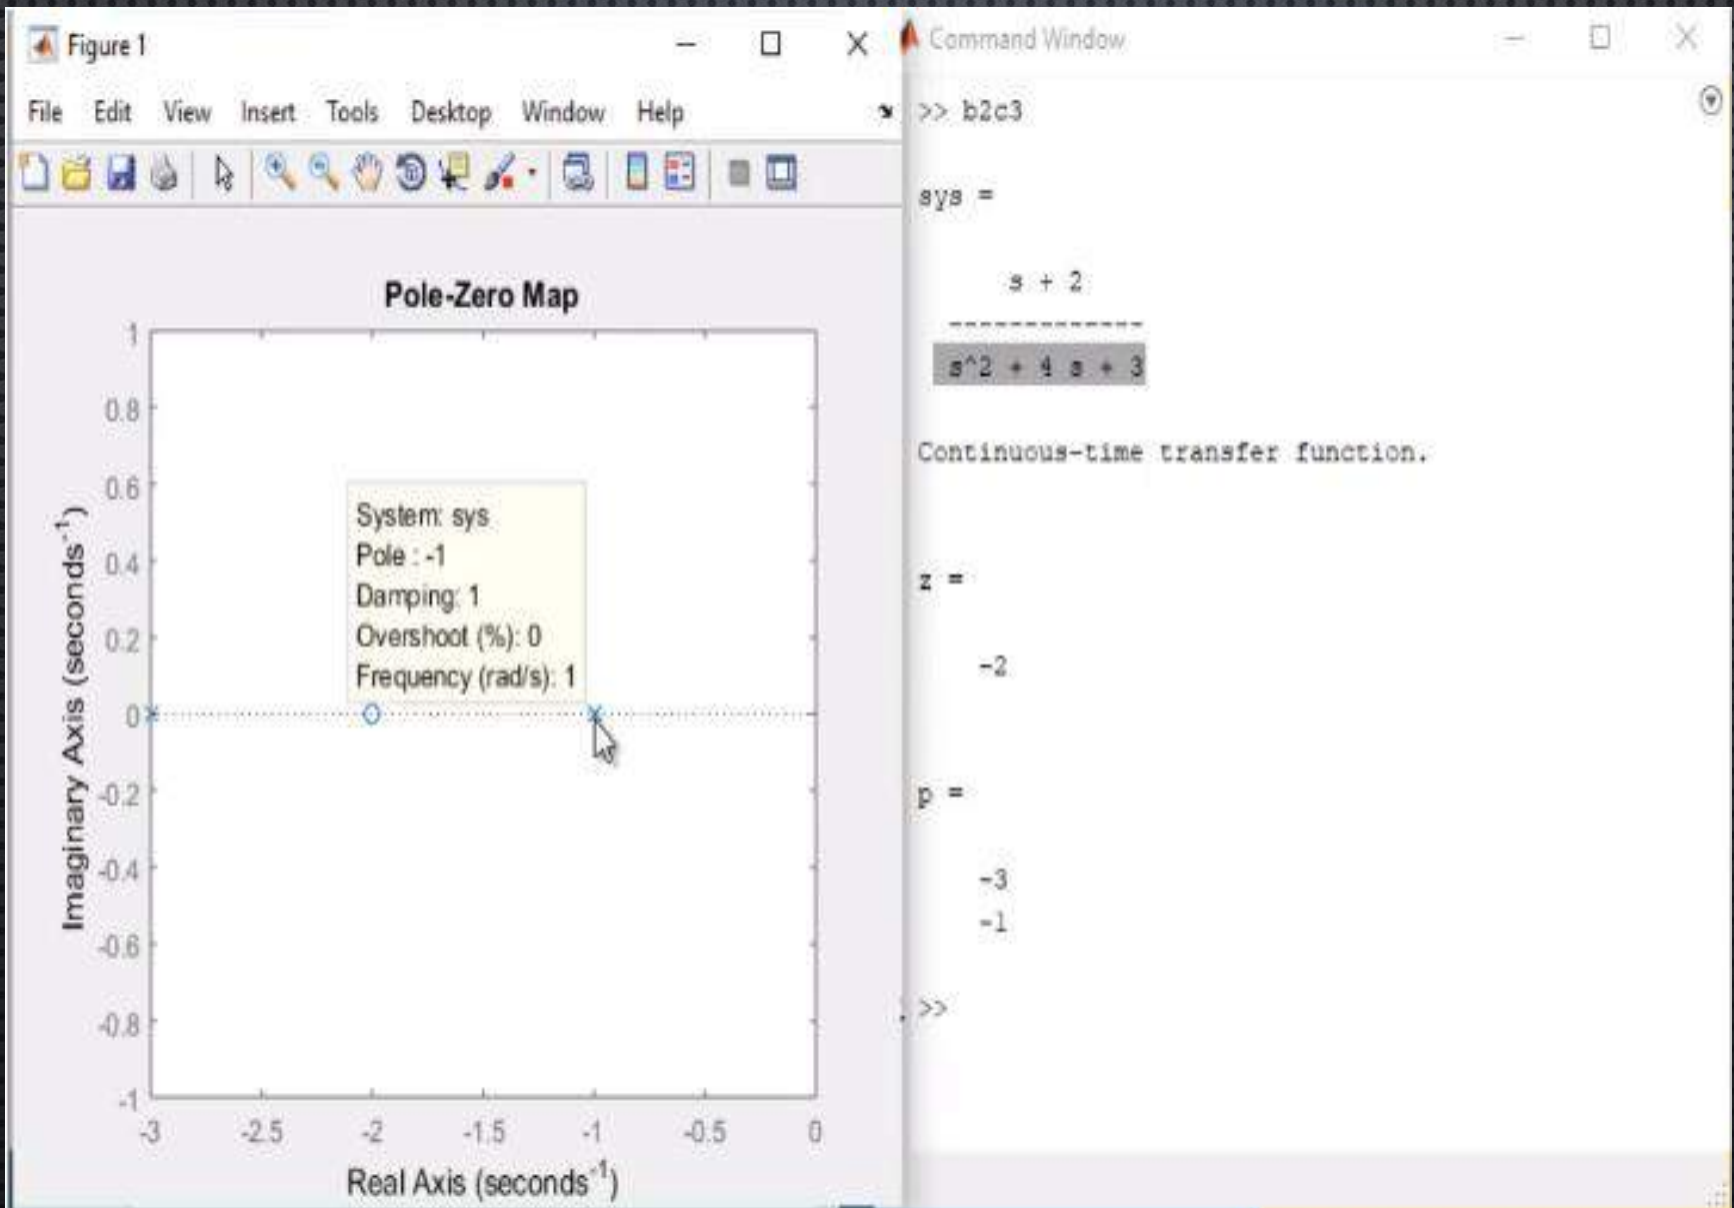 Figure 1
File Edit View Insert Tools Desktop Window Help
Pole-Zero Map
1
0.8
0.6
0.4
0.2
0
-0.2
-0.4
-0.6
-0.8
-1
Imaginary Axis (seconds⁻¹)
System: sys
Pole : -1
Damping: 1
Overshoot (%): 0
Frequency (rad/s): 1
-3 -2.5 -2 -1.5 -1 -0.5 0
Real Axis (seconds⁻¹)
Command Window
>> b2c3
sys =
s + 2
-------------
s^2 + 4 s + 3
Continuous-time transfer function.
z =
-2
p =
-3
-1
>>